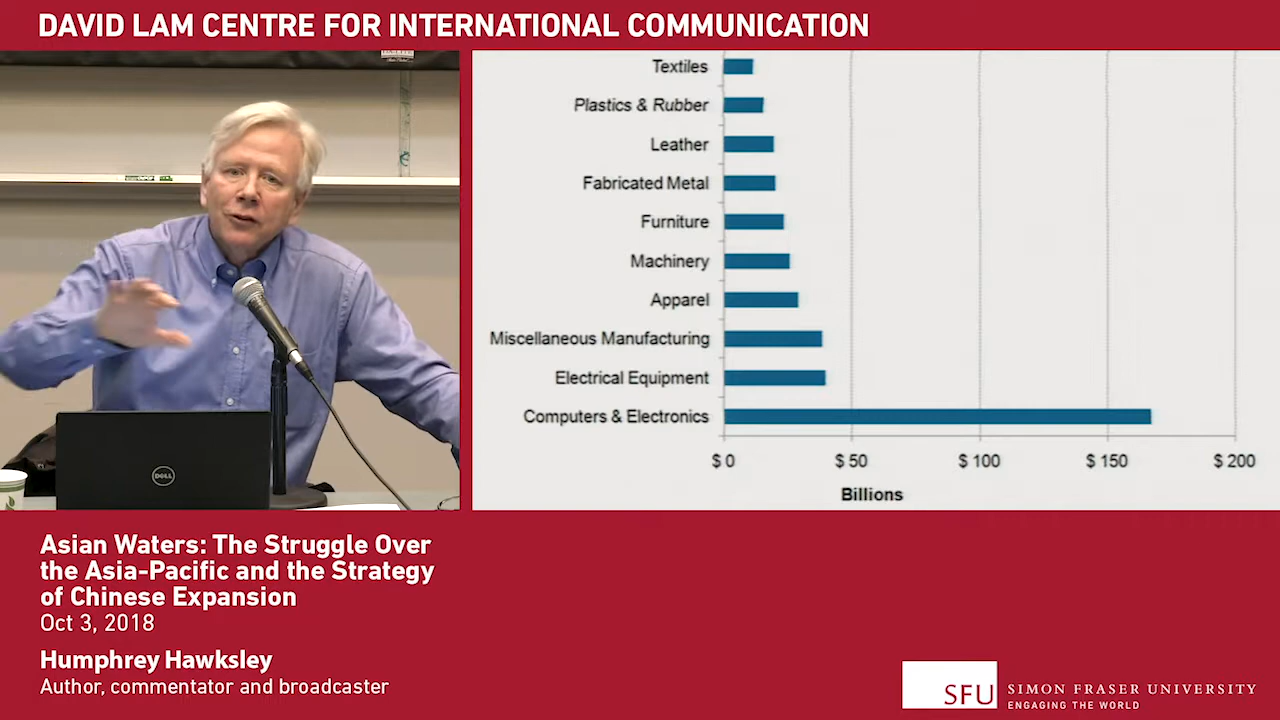 DAVID LAM CENTRE FOR INTERNATIONAL COMMUNICATION
Textiles
Plastics & Rubber
Leather
Fabricated Metal
Furniture
Machinery
Apparel
Miscellaneous Manufacturing
Electrical Equipment
Computers & Electronics
$ 0
$ 50
$ 100
$ 150
$ 200
Billions
DELL
Asian Waters: The Struggle Over
the Asia-Pacific and the Strategy
of Chinese Expansion
Oct 3, 2018
Humphrey Hawksley
Author, commentator and broadcaster
SFU
SIMON FRASER UNIVERSITY
ENGAGING THE WORLD